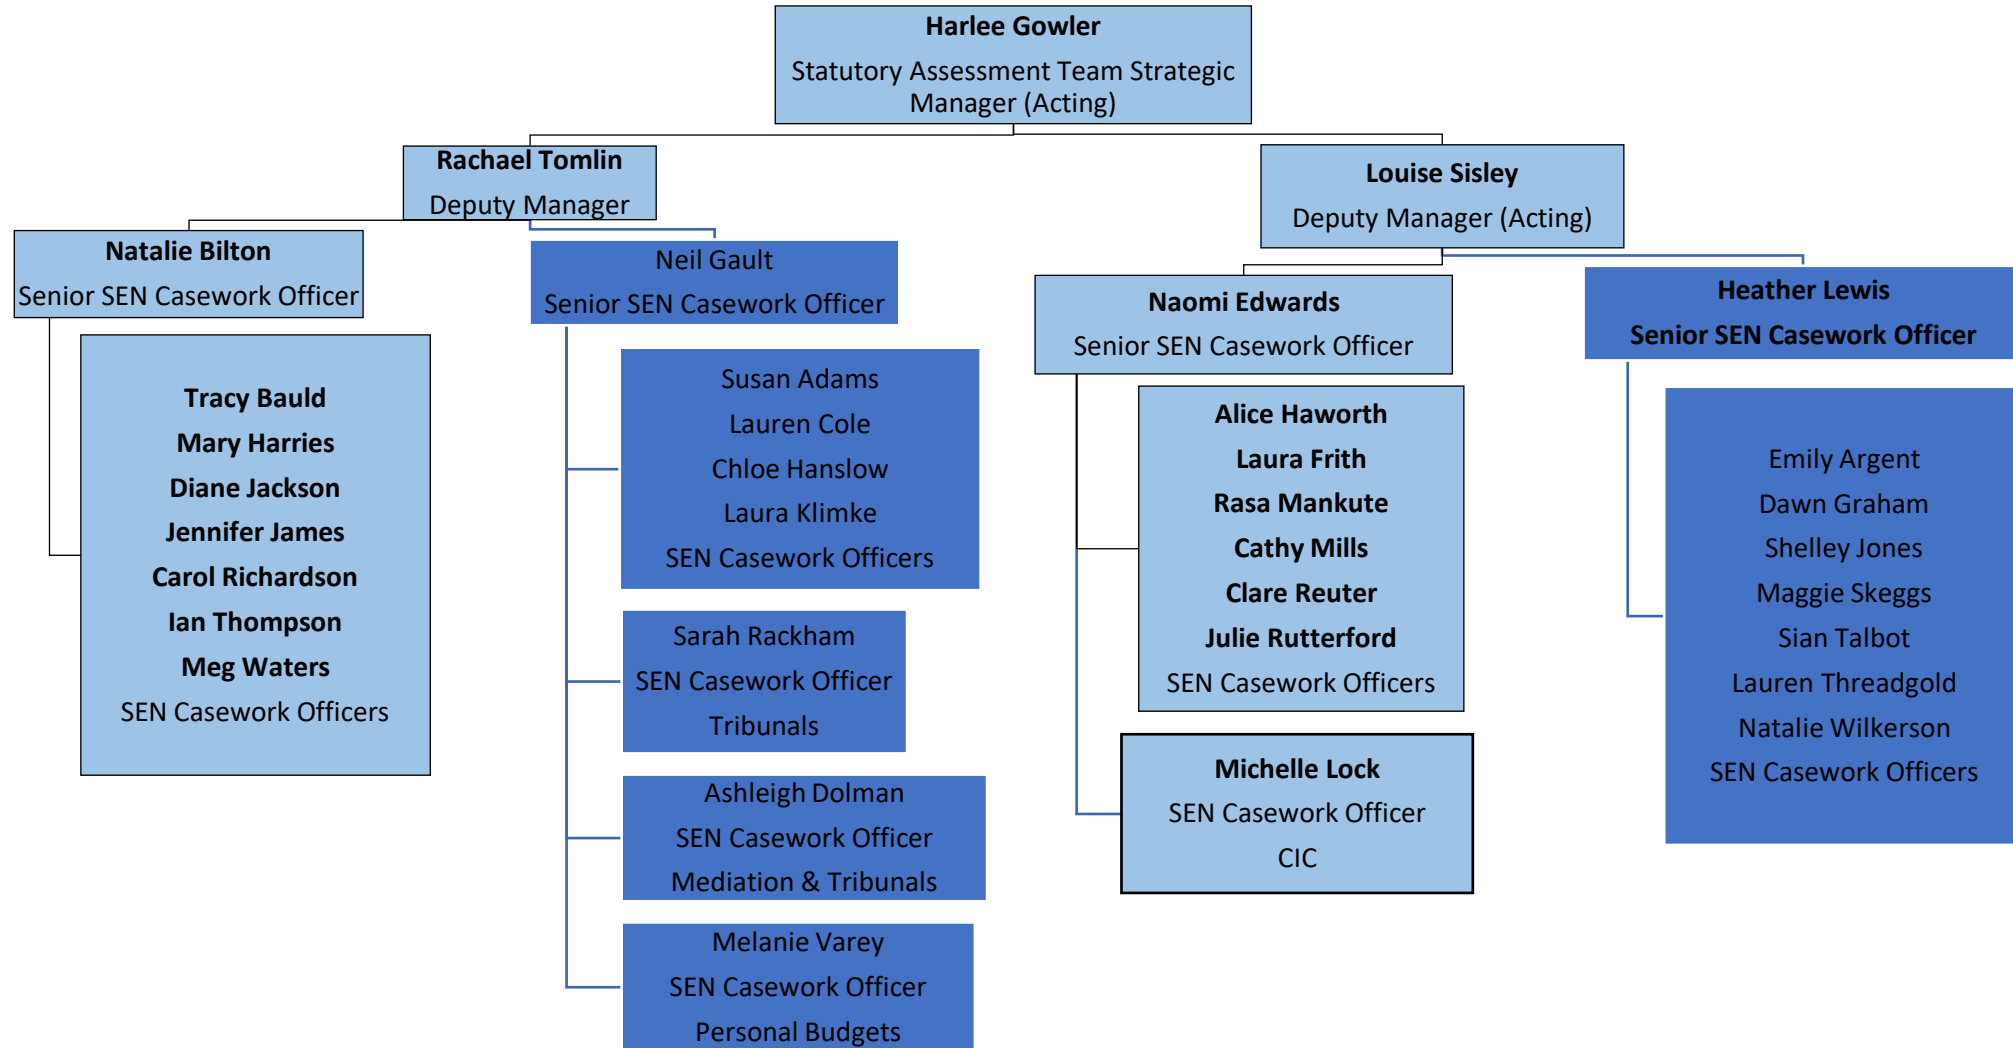 Harlee Gowler
Statutory Assessment Team Strategic
Manager (Acting)
Rachael Tomlin
Deputy Manager
Louise Sisley
Deputy Manager (Acting)
Natalie Bilton
Senior SEN Casework Officer
Neil Gault
Senior SEN Casework Officer
Naomi Edwards
Senior SEN Casework Officer
Heather Lewis
Senior SEN Casework Officer
Tracy Bauld
Mary Harries
Diane Jackson
Jennifer James
Carol Richardson
Ian Thompson
Meg Waters
SEN Casework Officers
Susan Adams
Lauren Cole
Chloe Hanslow
Laura Klimke
SEN Casework Officers
Sarah Rackham
SEN Casework Officer
Tribunals
Ashleigh Dolman
SEN Casework Officer
Mediation & Tribunals
Melanie Varey
SEN Casework Officer
Personal Budgets
Alice Haworth
Laura Frith
Rasa Mankute
Cathy Mills
Clare Reuter
Julie Rutterford
SEN Casework Officers
Michelle Lock
SEN Casework Officer
CIC
Emily Argent
Dawn Graham
Shelley Jones
Maggie Skeggs
Sian Talbot
Lauren Threadgold
Natalie Wilkerson
SEN Casework Officers